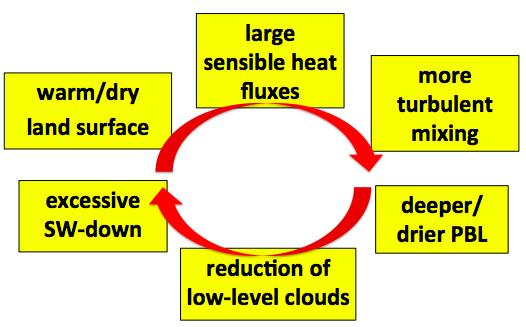 large
sensible heat
fluxes
more
turbulent
mixing
deeper/
drier PBL
reduction of
low-level clouds
excessive
SW-down
warm/dry
land surface